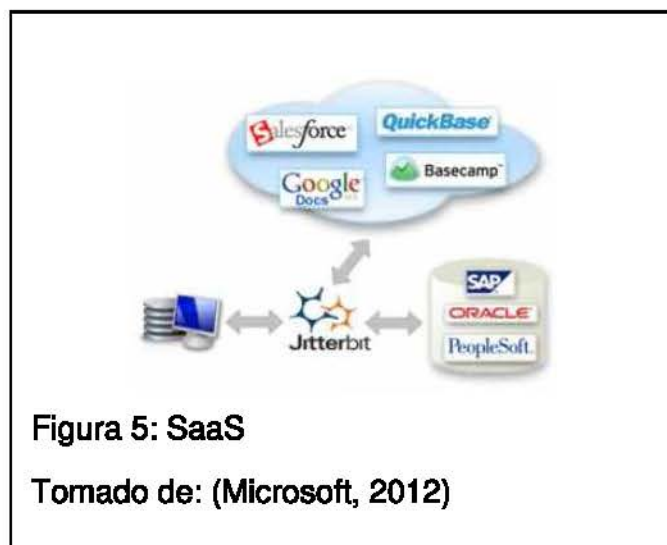 Salesforce
QuickBase
Google
Docs
Basecamp
SAP
Jitterbit
ORACLE
PeopleSoft
Figura 5: SaaS
Tomado de: (Microsoft, 2012)